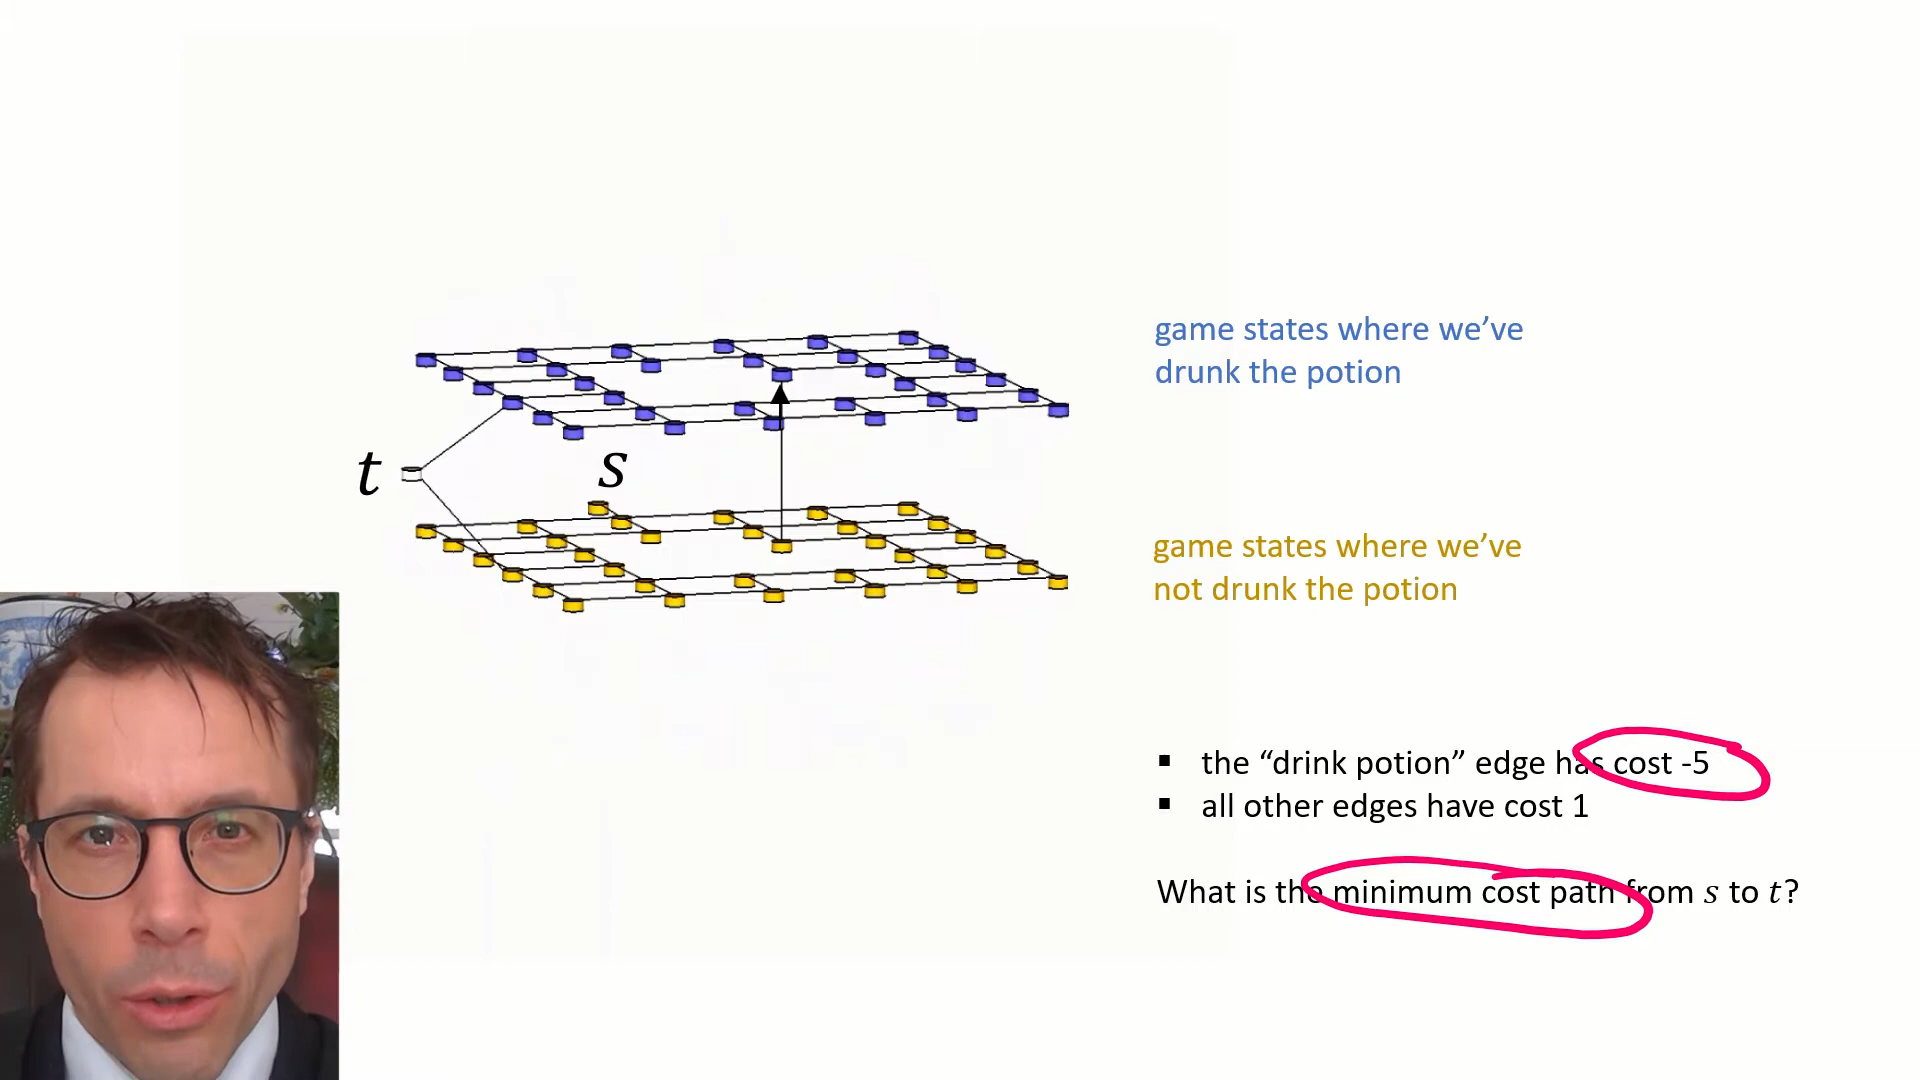 game states where we've
drunk the potion
t
s
game states where we've
not drunk the potion
▪ the “drink potion” edge has cost -5
▪ all other edges have cost 1
What is the minimum cost path from s to t?